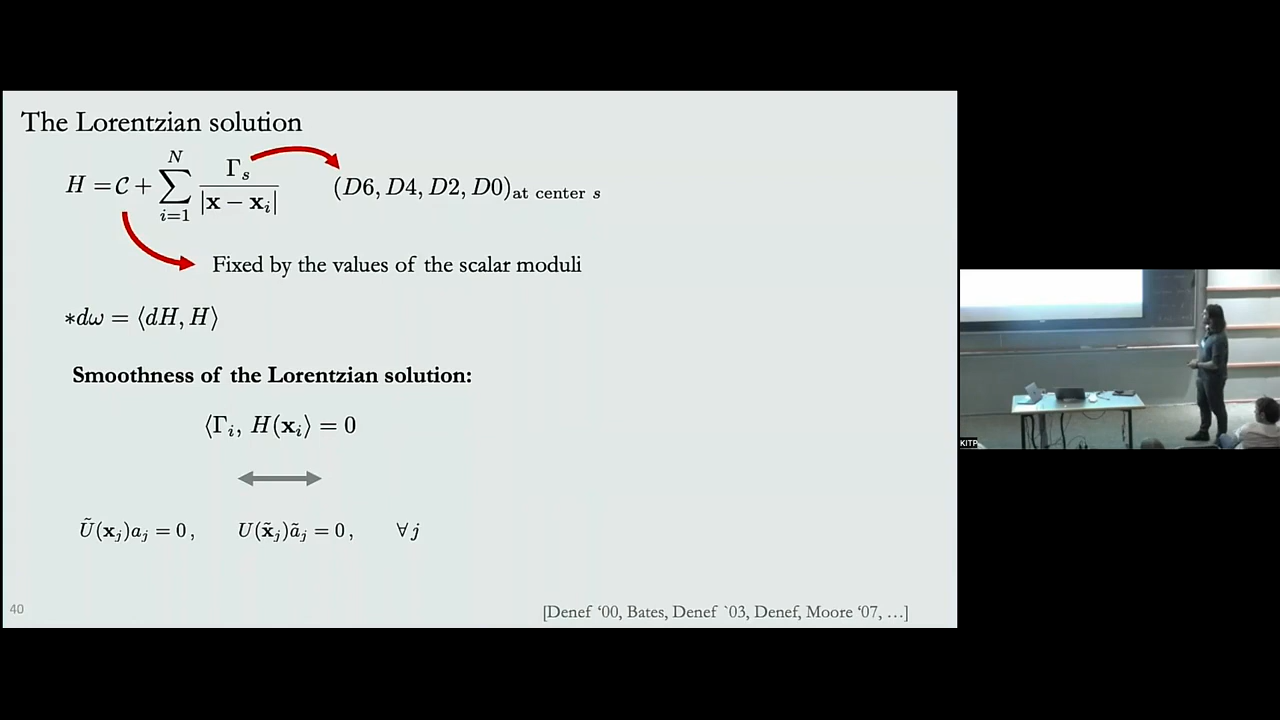 The Lorentzian solution
H = C + \sum_{i=1}^{N} \frac{Γ_s}{|x − x_i|} (D6, D4, D2, D0)_{at center s}
Fixed by the values of the scalar moduli
*dω = ⟨dH, H⟩
Smoothness of the Lorentzian solution:
⟨Γ_i, H(x_i⟩ = 0
Ũ(x_j)a_j = 0, U(x̃_j)ã_j = 0, ∀ j
40
[Denef ‘00, Bates, Denef `03, Denef, Moore ‘07, …]
KITP